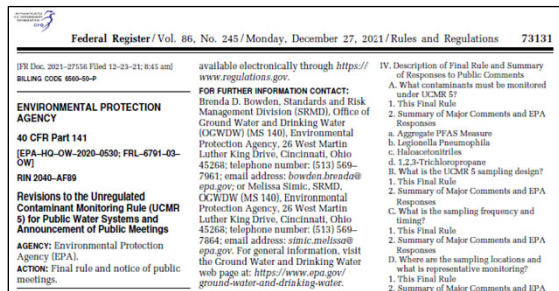 Federal Register / Vol. 86, No. 245 / Monday, December 27, 2021 / Rules and Regulations 73131
[FR Doc. 2021–27556 Filed 12–23–21; 8:45 am]
BILLING CODE 6560–50–P
ENVIRONMENTAL PROTECTION
AGENCY
40 CFR Part 141
[EPA–HQ–OW–2020–0530; FRL–6791–03–
OW]
RIN 2040–AF89
Revisions to the Unregulated
Contaminant Monitoring Rule (UCMR
5) for Public Water Systems and
Announcement of Public Meetings
AGENCY: Environmental Protection
Agency (EPA).
ACTION: Final rule and notice of public
meetings.
available electronically through https://
www.regulations.gov.
FOR FURTHER INFORMATION CONTACT:
Brenda D. Bowden, Standards and Risk
Management Division (SRMD), Office of
Ground Water and Drinking Water
(OGWDW) (MS 140), Environmental
Protection Agency, 26 West Martin
Luther King Drive, Cincinnati, Ohio
45268; telephone number: (513) 569–
7961; email address: bowden.brenda@
epa.gov; or Melissa Simic, SRMD,
OGWDW (MS 140), Environmental
Protection Agency, 26 West Martin
Luther King Drive, Cincinnati, Ohio
45268; telephone number: (513) 569–
7864; email address: simic.melissa@
epa.gov. For general information, visit
the Ground Water and Drinking Water
web page at: https://www.epa.gov/
ground-water-and-drinking-water.
IV. Description of Final Rule and Summary
of Responses to Public Comments
A. What contaminants must be monitored
under UCMR 5?
1. This Final Rule
2. Summary of Major Comments and EPA
Responses
a. Aggregate PFAS Measure
b. Legionella Pneumophila
c. Haloacetonitriles
d. 1,2,3-Trichloropropane
B. What is the UCMR 5 sampling design?
1. This Final Rule
2. Summary of Major Comments and EPA
Responses
C. What is the sampling frequency and
timing?
1. This Final Rule
2. Summary of Major Comments and EPA
Responses
D. Where are the sampling locations and
what is representative monitoring?
1. This Final Rule
2. Summary of Major Comments and EPA